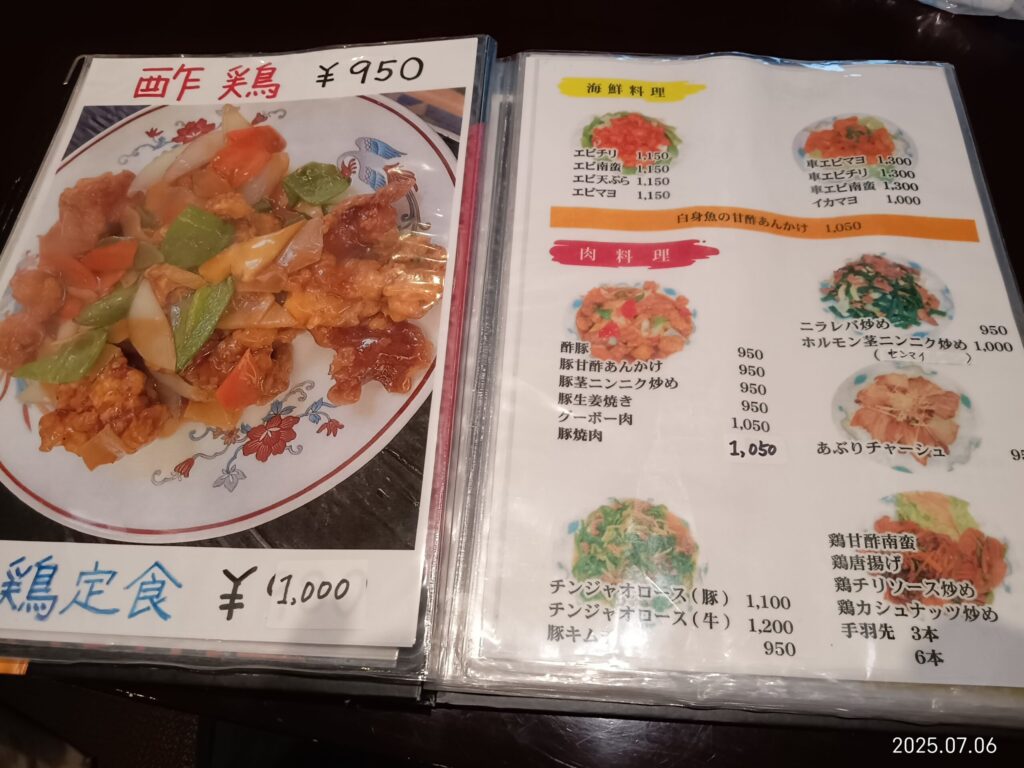 酢鶏 ¥950
鶏定食 ¥1,000
海鮮料理
エビチリ 1,150
エビ南蛮 1,150
エビ天ぷら 1,150
エビマヨ 1,150
車エビマヨ 1,300
車エビチリ 1,300
車エビ南蛮 1,300
イカマヨ 1,000
白身魚の甘酢あんかけ 1,050
肉料理
酢豚 950
豚甘酢あんかけ 950
豚茎ニンニク炒め 950
豚生姜焼き 950
クーボー肉 1,050
豚焼肉 1,050
ニラレバ炒め 950
ホルモン茎ニンニク炒め 1,000
(センマイ )
あぶりチャーシュ
チンジャオロース(豚) 1,100
チンジャオロース(牛) 1,200
豚キム 950
鶏甘酢南蛮
鶏唐揚げ
鶏チリソース炒め
鶏カシュナッツ炒め
手羽先 3本
6本
2025.07.06